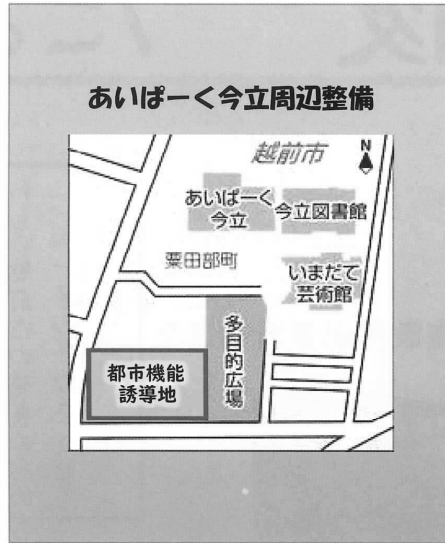 あいぱーく今立周辺整備
越前市
N
あいぱーく
今立
今立図書館
粟田部町
いまだて
芸術館
多目的広場
都市機能
誘導地